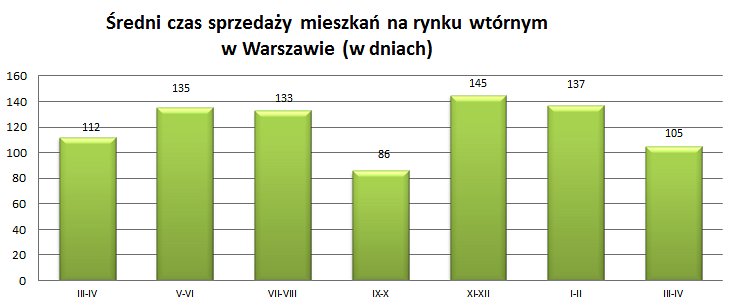 Średni czas sprzedaży mieszkań na rynku wtórnym
w Warszawie (w dniach)
160
140
120
100
80
60
40
20
0
112
135
133
86
145
137
105
III-IV
V-VI
VII-VIII
IX-X
XI-XII
I-II
III-IV